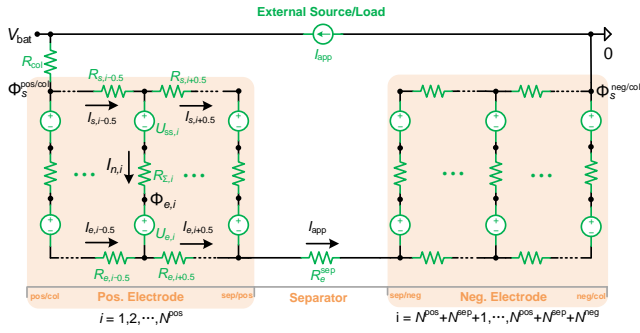 External Source/Load
V_bat
I_app
0
R_col
Φ_s^pos/col
R_s,i−0.5
R_s,i+0.5
Φ_s^neg/col
I_s,i−0.5
U_ss,i
I_s,i+0.5
I_n,i
R_Σ,i
Φ_e,i
I_e,i−0.5
U_e,i
I_e,i+0.5
I_app
R_e,i−0.5
R_e,i+0.5
R_e^sep
pos/col
Pos. Electrode
sep/pos
Separator
sep/neg
Neg. Electrode
neg/col
i = 1,2,⋯,N^pos
i = N^pos+N^sep+1,⋯,N^pos+N^sep+N^neg